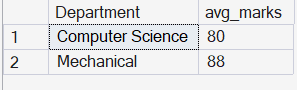 Department avg_marks
1 Computer Science 80
2 Mechanical 88